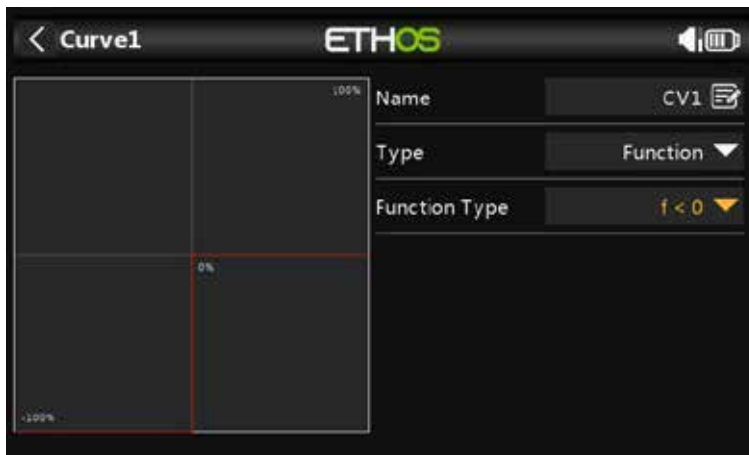 Curve1
ETHOS
100%
Name
CV1
Type
Function
Function Type
f < 0
0%
-100%